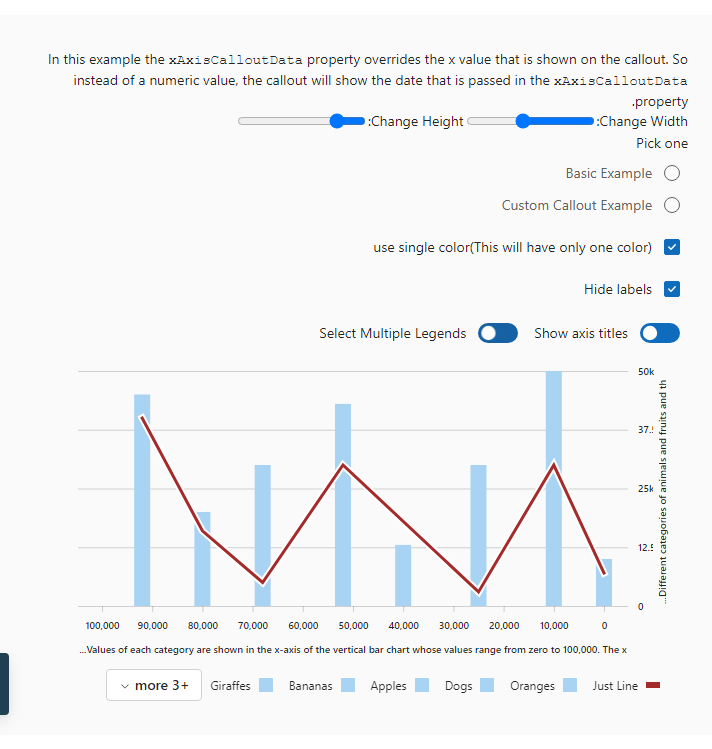 In this example the xAxisCalloutData property overrides the x value that is shown on the callout. So
instead of a numeric value, the callout will show the date that is passed in the xAxisCalloutData
.property
:Change Width
:Change Height
Pick one
Basic Example
Custom Callout Example
use single color(This will have only one color)
Hide labels
Show axis titles
Select Multiple Legends
50k
37.5
25k
12.5
0
...Different categories of animals and fruits and th
100,000 90,000 80,000 70,000 60,000 50,000 40,000 30,000 20,000 10,000 0
...Values of each category are shown in the x-axis of the vertical bar chart whose values range from zero to 100,000. The x
more 3+ Giraffes Bananas Apples Dogs Oranges Just Line